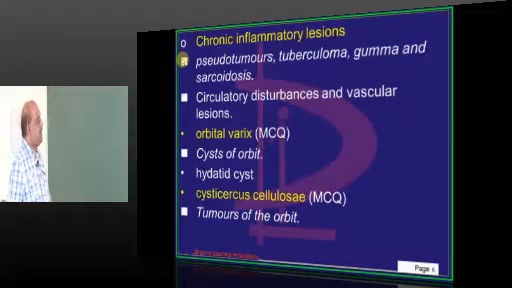 Chronic inflammatory lesions
pseudotumours, tuberculoma, gumma and
sarcoidosis.
Circulatory disturbances and vascular
lesions.
orbital varix (MCQ)
Cysts of orbit.
hydatid cyst
cysticercus cellulosae (MCQ)
Tumours of the orbit.
Page 6